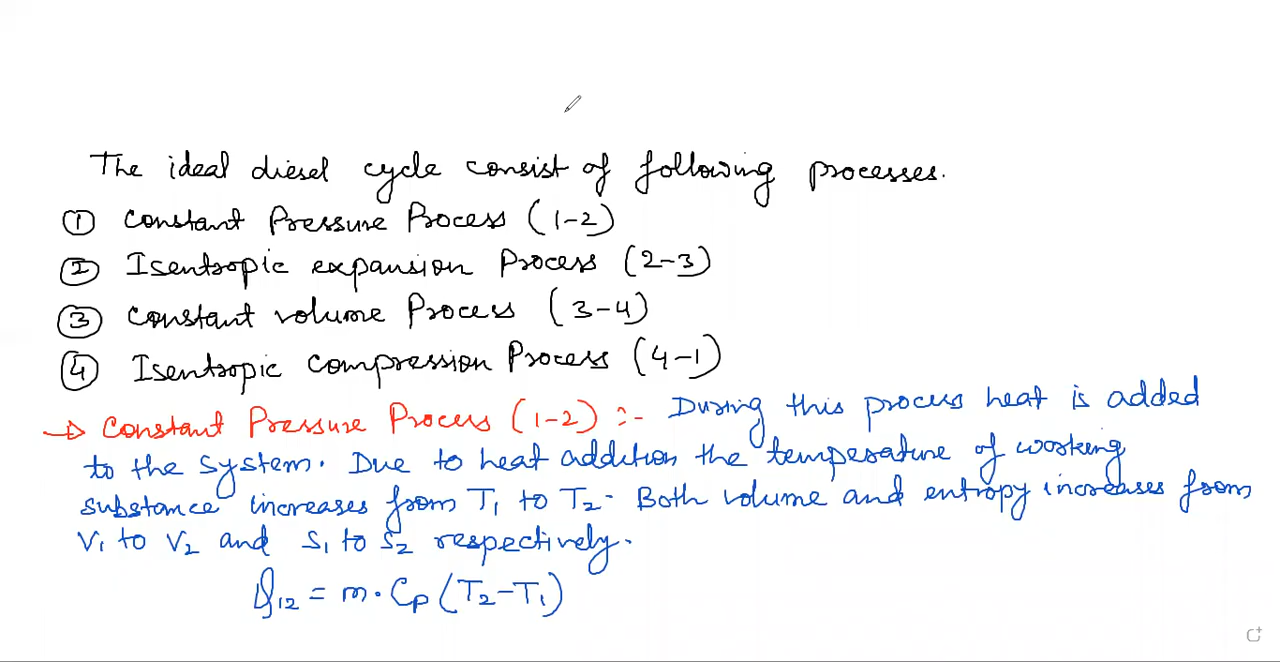 The ideal diesel cycle consist of following processes.
① Constant Pressure Process (1-2)
② Isentropic expansion Process (2-3)
③ Constant volume Process (3-4)
④ Isentropic compression Process (4-1)
→ Constant Pressure Process (1-2) :- During this process heat is added
to the system. Due to heat addition the temperature of working
substance increases from T₁ to T₂. Both volume and entropy increases from
V₁ to V₂ and S₁ to S₂ respectively.
Q₁₂ = m · Cp (T₂-T₁)